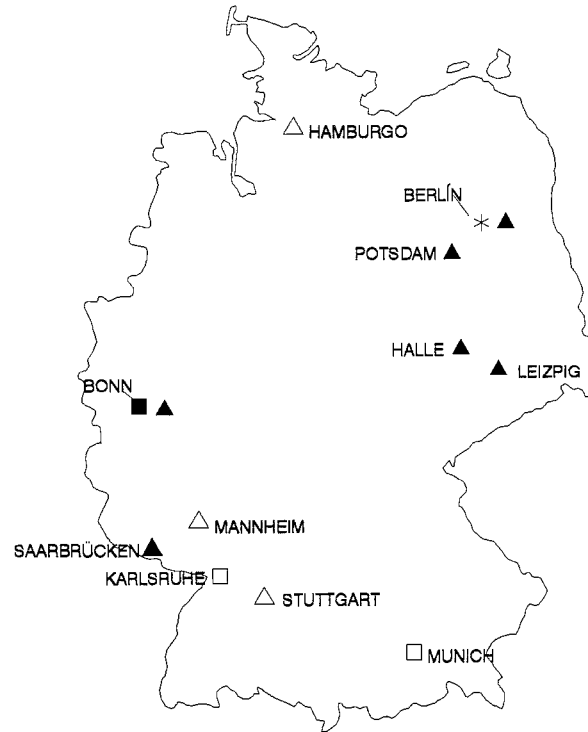 HAMBURGO
BERLÍN
POTSDAM
HALLE
LEIZPIG
BONN
MANNHEIM
SAARBRÜCKEN
KARLSRUHE
STUTTGART
MUNICH